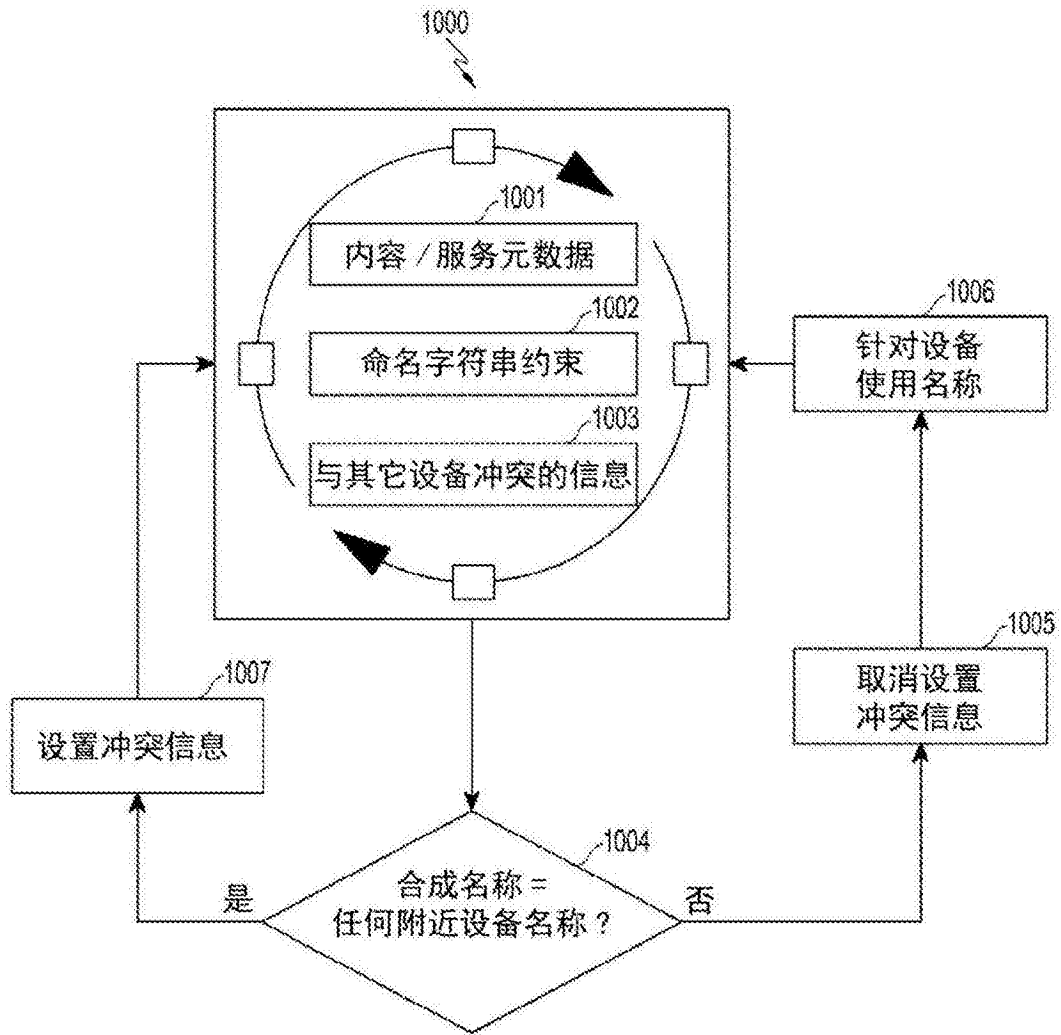 1000
1001
内容 / 服务元数据
1002
命名字符串约束
1003
与其它设备冲突的信息
1006
针对设备
使用名称
1005
取消设置
冲突信息
1007
设置冲突信息
1004
合成名称 =
任何附近设备名称？
是
否